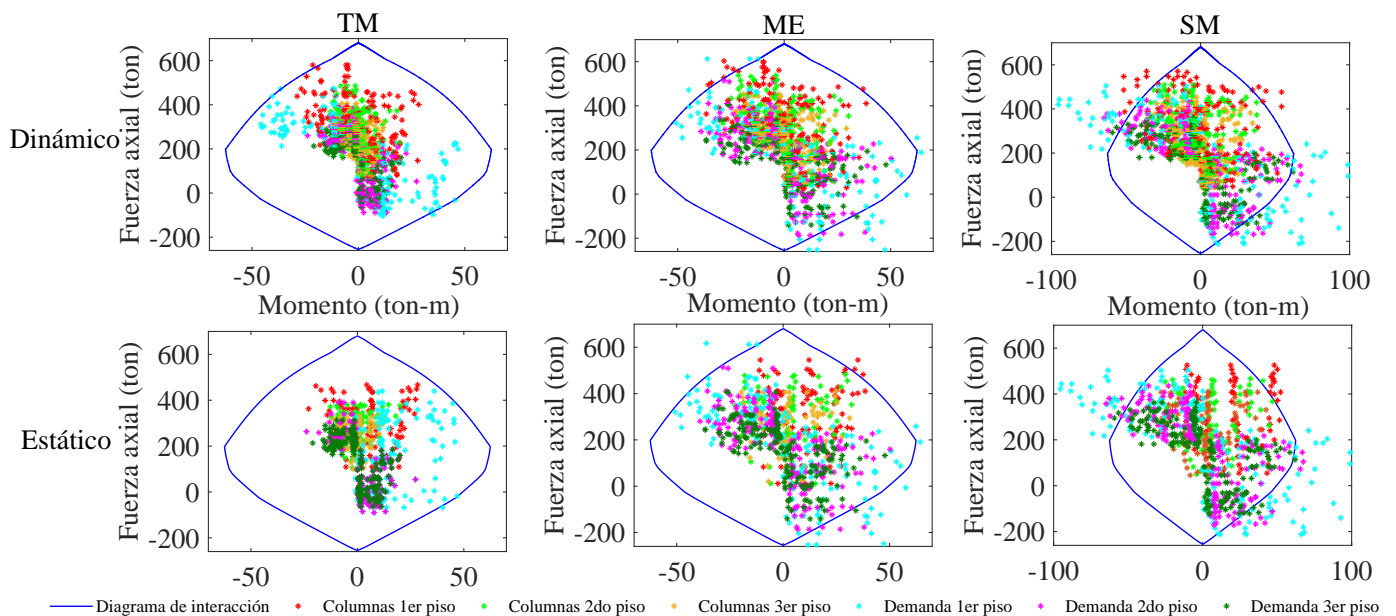 TM ME SM
Dinámico
Fuerza axial (ton) Fuerza axial (ton) Fuerza axial (ton)
600 600 600
400 400 400
200 200 200
0 0 0
-200 -200 -200
-50 0 50 -50 0 50 -100 0 100
Momento (ton-m) Momento (ton-m) Momento (ton-m)
Estático
Fuerza axial (ton) Fuerza axial (ton) Fuerza axial (ton)
600 600 600
400 400 400
200 200 200
0 0 0
-200 -200 -200
-50 0 50 -50 0 50 -100 0 100
Diagrama de interacción Columnas 1er piso Columnas 2do piso Columnas 3er piso Demanda 1er piso Demanda 2do piso Demanda 3er piso